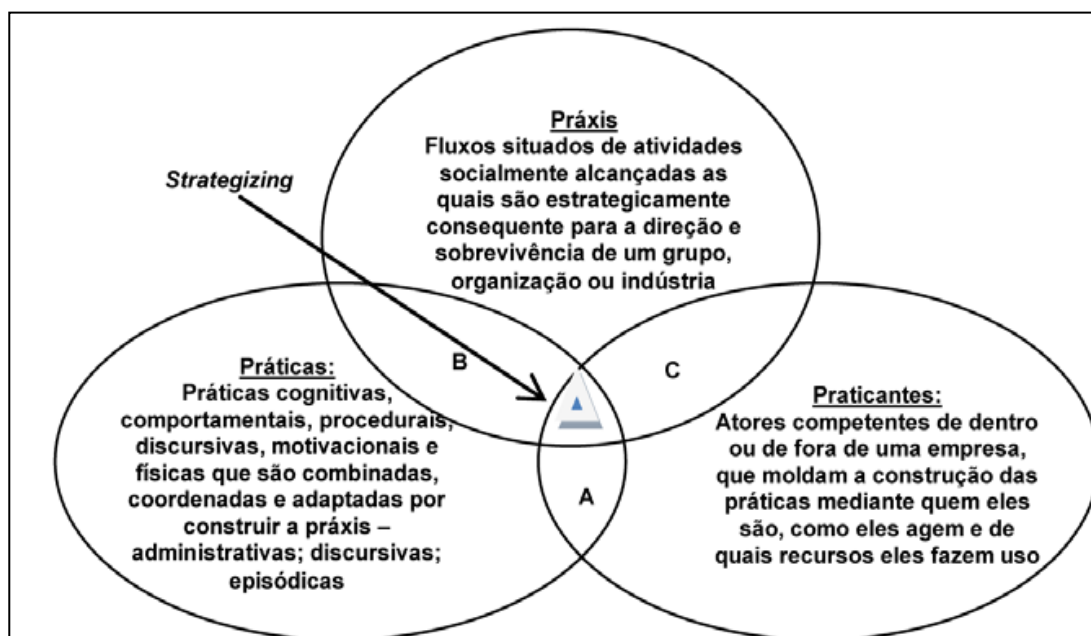 Práxis
Fluxos situados de atividades
socialmente alcançadas as
quais são estrategicamente
consequente para a direção e
sobrevivência de um grupo,
organização ou indústria
Strategizing
B
C
Práticas:
Práticas cognitivas,
comportamentais, procedurais,
discursivas, motivacionais e
físicas que são combinadas,
coordenadas e adaptadas por
construir a práxis –
administrativas; discursivas;
episódicas
Praticantes:
Atores competentes de dentro
ou de fora de uma empresa,
que moldam a construção das
práticas mediante quem eles
são, como eles agem e de
quais recursos eles fazem uso
A